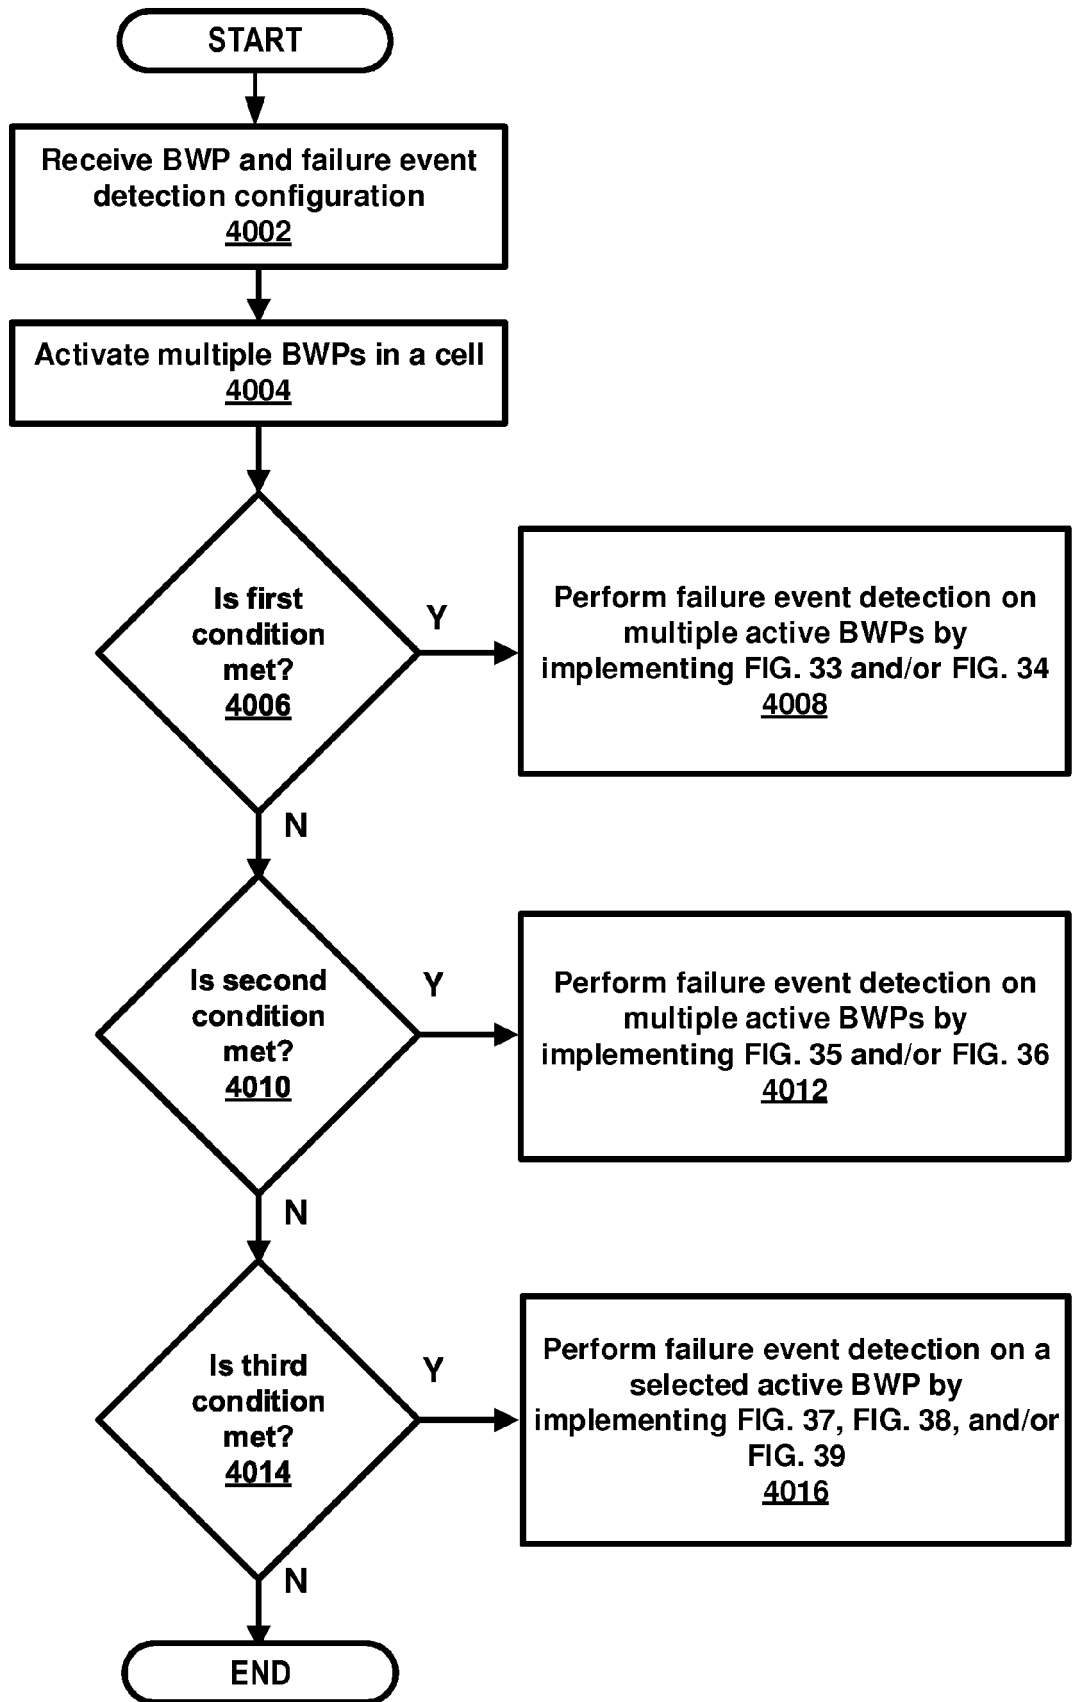 START
Receive BWP and failure event
detection configuration
4002
Activate multiple BWPs in a cell
4004
Is first
condition
met?
4006
Y
Perform failure event detection on
multiple active BWPs by
implementing FIG. 33 and/or FIG. 34
4008
N
Is second
condition
met?
4010
Y
Perform failure event detection on
multiple active BWPs by
implementing FIG. 35 and/or FIG. 36
4012
N
Is third
condition
met?
4014
Y
Perform failure event detection on a
selected active BWP by
implementing FIG. 37, FIG. 38, and/or
FIG. 39
4016
N
END